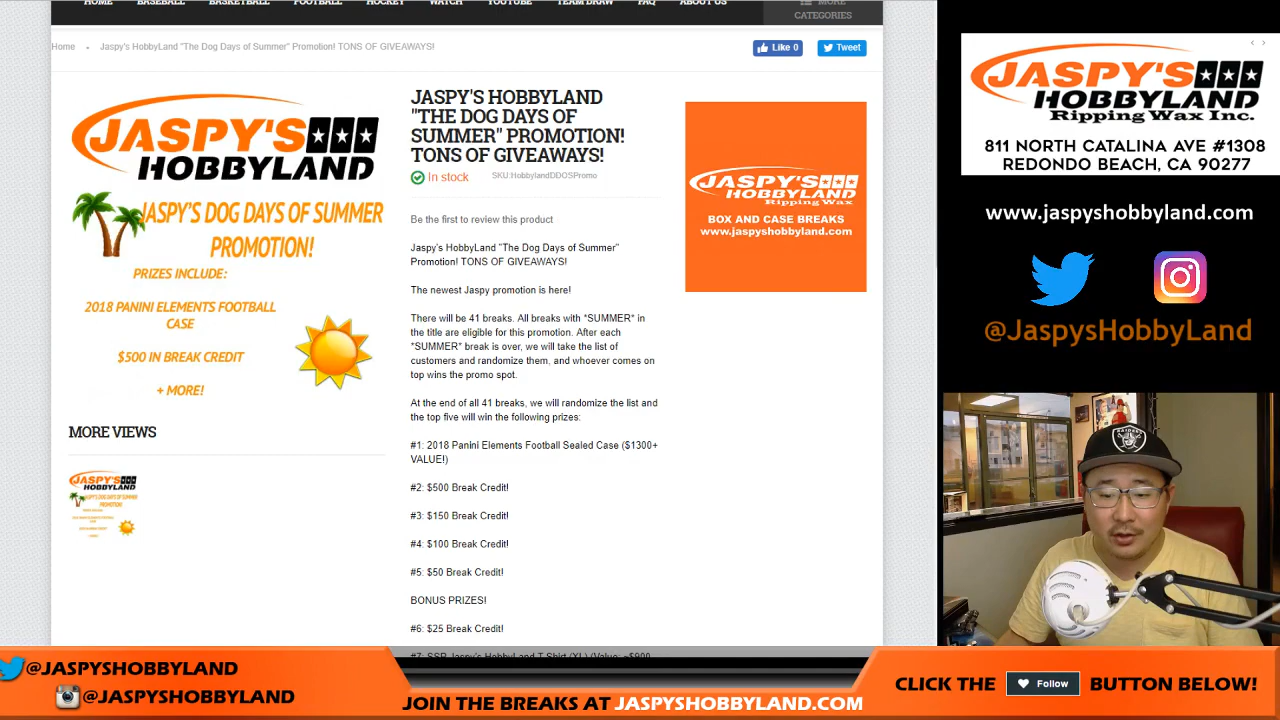 HOME BASEBALL BASKETBALL FOOTBALL HOCKEY WATCH YOUTUBE TEAM DRAW FAQ ABOUT US
MORE
CATEGORIES
Home • Jaspy's HobbyLand "The Dog Days of Summer" Promotion! TONS OF GIVEAWAYS!
Like 0
Tweet
JASPY'S
HOBBYLAND
JASPY'S DOG DAYS OF SUMMER
PROMOTION!
PRIZES INCLUDE:
2018 PANINI ELEMENTS FOOTBALL
CASE
$500 IN BREAK CREDIT
+ MORE!
MORE VIEWS
JASPY'S HOBBYLAND
"THE DOG DAYS OF
SUMMER" PROMOTION!
TONS OF GIVEAWAYS!
In stock
SKU:HobbylandDDOSPromo
Be the first to review this product
Jaspy's HobbyLand "The Dog Days of Summer"
Promotion! TONS OF GIVEAWAYS!
The newest Jaspy promotion is here!
There will be 41 breaks. All breaks with *SUMMER* in
the title are eligible for this promotion. After each
*SUMMER* break is over, we will take the list of
customers and randomize them, and whoever comes on
top wins the promo spot.
At the end of all 41 breaks, we will randomize the list and
the top five will win the following prizes:
#1: 2018 Panini Elements Football Sealed Case ($1300+
VALUE!)
#2: $500 Break Credit!
#3: $150 Break Credit!
#4: $100 Break Credit!
#5: $50 Break Credit!
BONUS PRIZES!
#6: $25 Break Credit!
#7: SSP Jaspy's HobbyLand T-Shirt (XL) (Value: ~$900
JASPY'S
HOBBYLAND
Ripping Wax
BOX AND CASE BREAKS
www.jaspyshobbyland.com
JASPY'S
HOBBYLAND
Ripping Wax Inc.
811 NORTH CATALINA AVE #1308
REDONDO BEACH, CA 90277
www.jaspyshobbyland.com
@JaspysHobbyLand
RAIDERS
@JASPYSHOBBYLAND
@JASPYSHOBBYLAND
JOIN THE BREAKS AT JASPYSHOBBYLAND.COM
CLICK THE Follow BUTTON BELOW!